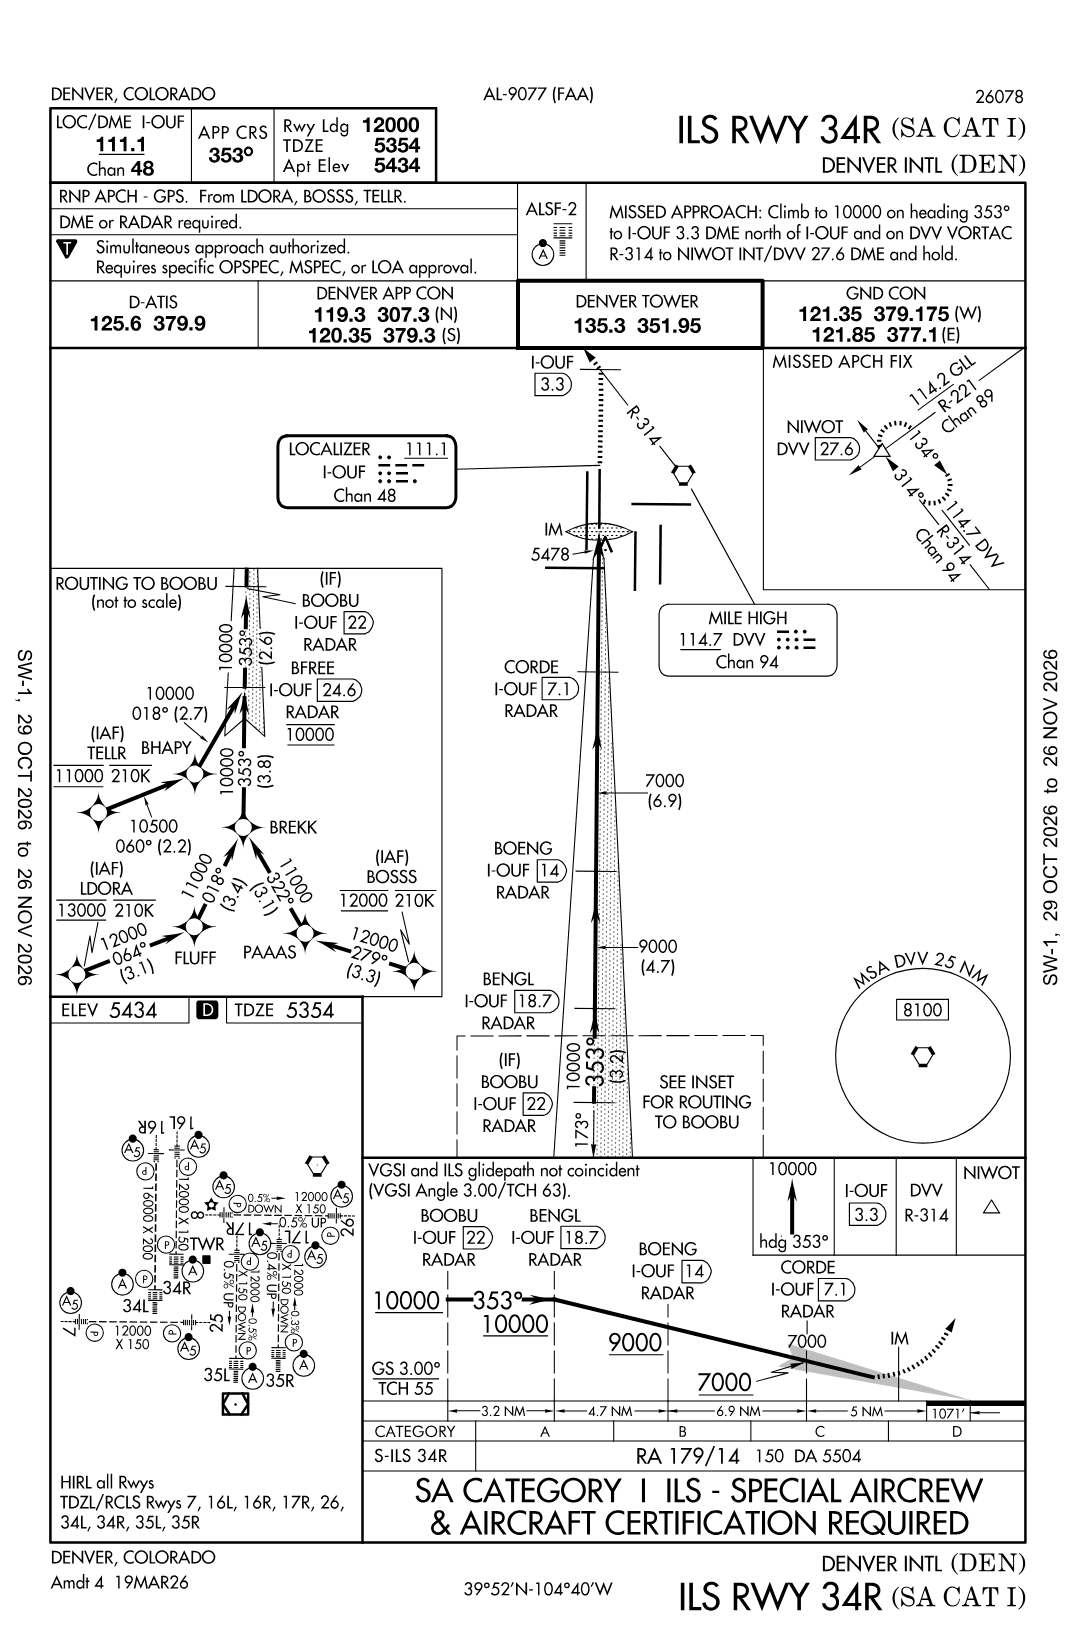 DENVER, COLORADO
AL-9077 (FAA)
26078
LOC/DME I-OUF
111.1
Chan 48
APP CRS
353°
Rwy Ldg 12000
TDZE 5354
Apt Elev 5434
ILS RWY 34R (SA CAT I)
DENVER INTL (DEN)
RNP APCH - GPS. From LDORA, BOSSS, TELLR.
DME or RADAR required.
T
Simultaneous approach authorized.
Requires specific OPSPEC, MSPEC, or LOA approval.
ALSF-2
A
MISSED APPROACH: Climb to 10000 on heading 353°
to I-OUF 3.3 DME north of I-OUF and on DVV VORTAC
R-314 to NIWOT INT/DVV 27.6 DME and hold.
D-ATIS
125.6 379.9
DENVER APP CON
119.3 307.3 (N)
120.35 379.3 (S)
DENVER TOWER
135.3 351.95
GND CON
121.35 379.175 (W)
121.85 377.1 (E)
I-OUF
3.3
R-314
MISSED APCH FIX
114.2 GLL
R-221
Chan 89
NIWOT
DVV 27.6
134°
314°
114.7 DVV
R-314
Chan 94
LOCALIZER 111.1
I-OUF
Chan 48
IM
5478
MILE HIGH
114.7 DVV
Chan 94
ROUTING TO BOOBU
(not to scale)
(IF)
BOOBU
I-OUF 22
RADAR
10000
353°
(2.6)
BFREE
I-OUF 24.6
RADAR
10000
10000
018° (2.7)
(IAF)
TELLR
11000 210K
BHAPY
10000
353°
(3.8)
10500
060° (2.2)
BREKK
(IAF)
LDORA
13000 210K
11000
018°
(3.4)
11000
322°
(3.1)
(IAF)
BOSSS
12000 210K
12000
064°
(3.1)
FLUFF
PAAAS
12000
279°
(3.3)
CORDE
I-OUF 7.1
RADAR
7000
(6.9)
BOENG
I-OUF 14
RADAR
9000
(4.7)
BENGL
I-OUF 18.7
RADAR
(IF)
BOOBU
I-OUF 22
RADAR
10000
353°
(3.2)
173°
SEE INSET
FOR ROUTING
TO BOOBU
MSA DVV 25 NM
8100
SW-1, 29 OCT 2026 to 26 NOV 2026
SW-1, 29 OCT 2026 to 26 NOV 2026
ELEV 5434
D
TDZE 5354
16R
16L
A5
A5
P
P
16000 X 200
12000 X 150
A5
P
0.5%
DOWN
12000
X 150
A5
8
17R
0.5% UP
26
P
TWR
A5
17L
A5
P
P
P
A
A
P
34R
34L
0.5% UP
12000
X 150 DOWN
0.5%
0.4% UP
12000
X 150 DOWN
0.3%
A5
7
P
12000
X 150
P
A5
25
P
P
35L
A
35R
A
HIRL all Rwys
TDZL/RCLS Rwys 7, 16L, 16R, 17R, 26,
34L, 34R, 35L, 35R
VGSI and ILS glidepath not coincident
(VGSI Angle 3.00/TCH 63).
10000
hdg 353°
I-OUF
3.3
DVV
R-314
NIWOT
BOOBU
I-OUF 22
RADAR
BENGL
I-OUF 18.7
RADAR
BOENG
I-OUF 14
RADAR
CORDE
I-OUF 7.1
RADAR
10000
353°
10000
9000
7000
7000
IM
GS 3.00°
TCH 55
3.2 NM
4.7 NM
6.9 NM
5 NM
1071'
CATEGORY A B C D
S-ILS 34R RA 179/14 150 DA 5504
SA CATEGORY I ILS - SPECIAL AIRCREW
& AIRCRAFT CERTIFICATION REQUIRED
DENVER, COLORADO
Amdt 4 19MAR26
39°52'N-104°40'W
DENVER INTL (DEN)
ILS RWY 34R (SA CAT I)